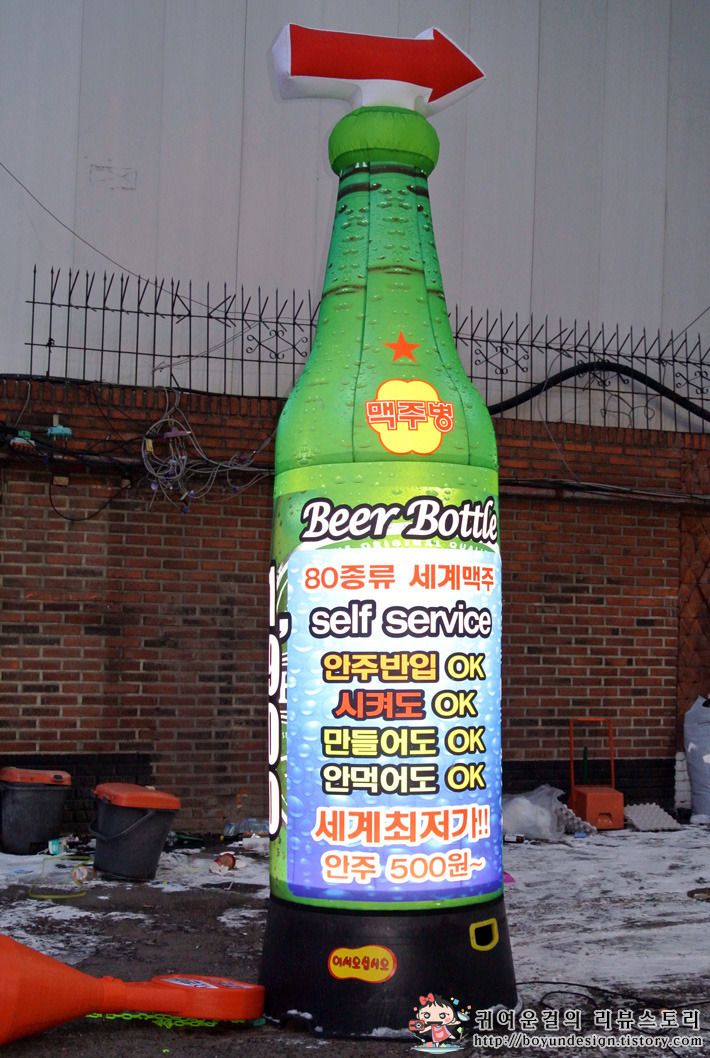 맥주병
Beer Bottle
80종류 세계맥주
self service
안주반입 OK
시켜도 OK
만들어도 OK
안먹어도 OK
세계최저가!!
안주 500원~
어서오십시오
귀여운걸의 리뷰스토리
http://boyundesign.tistory.com